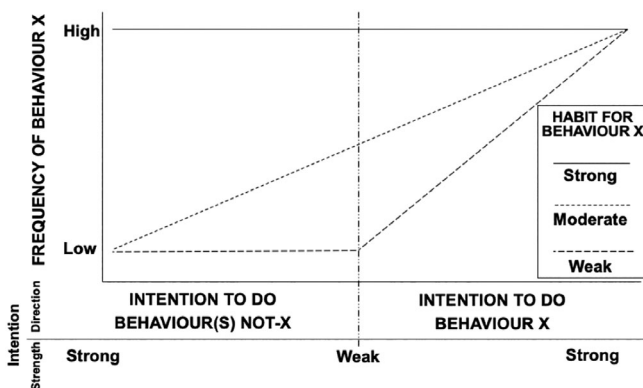 FREQUENCY OF BEHAVIOUR X
High
Low
HABIT FOR
BEHAVIOUR X
Strong
Moderate
Weak
Intention
Direction
INTENTION TO DO
BEHAVIOUR(S) NOT-X
INTENTION TO DO
BEHAVIOUR X
Strength
Strong
Weak
Strong